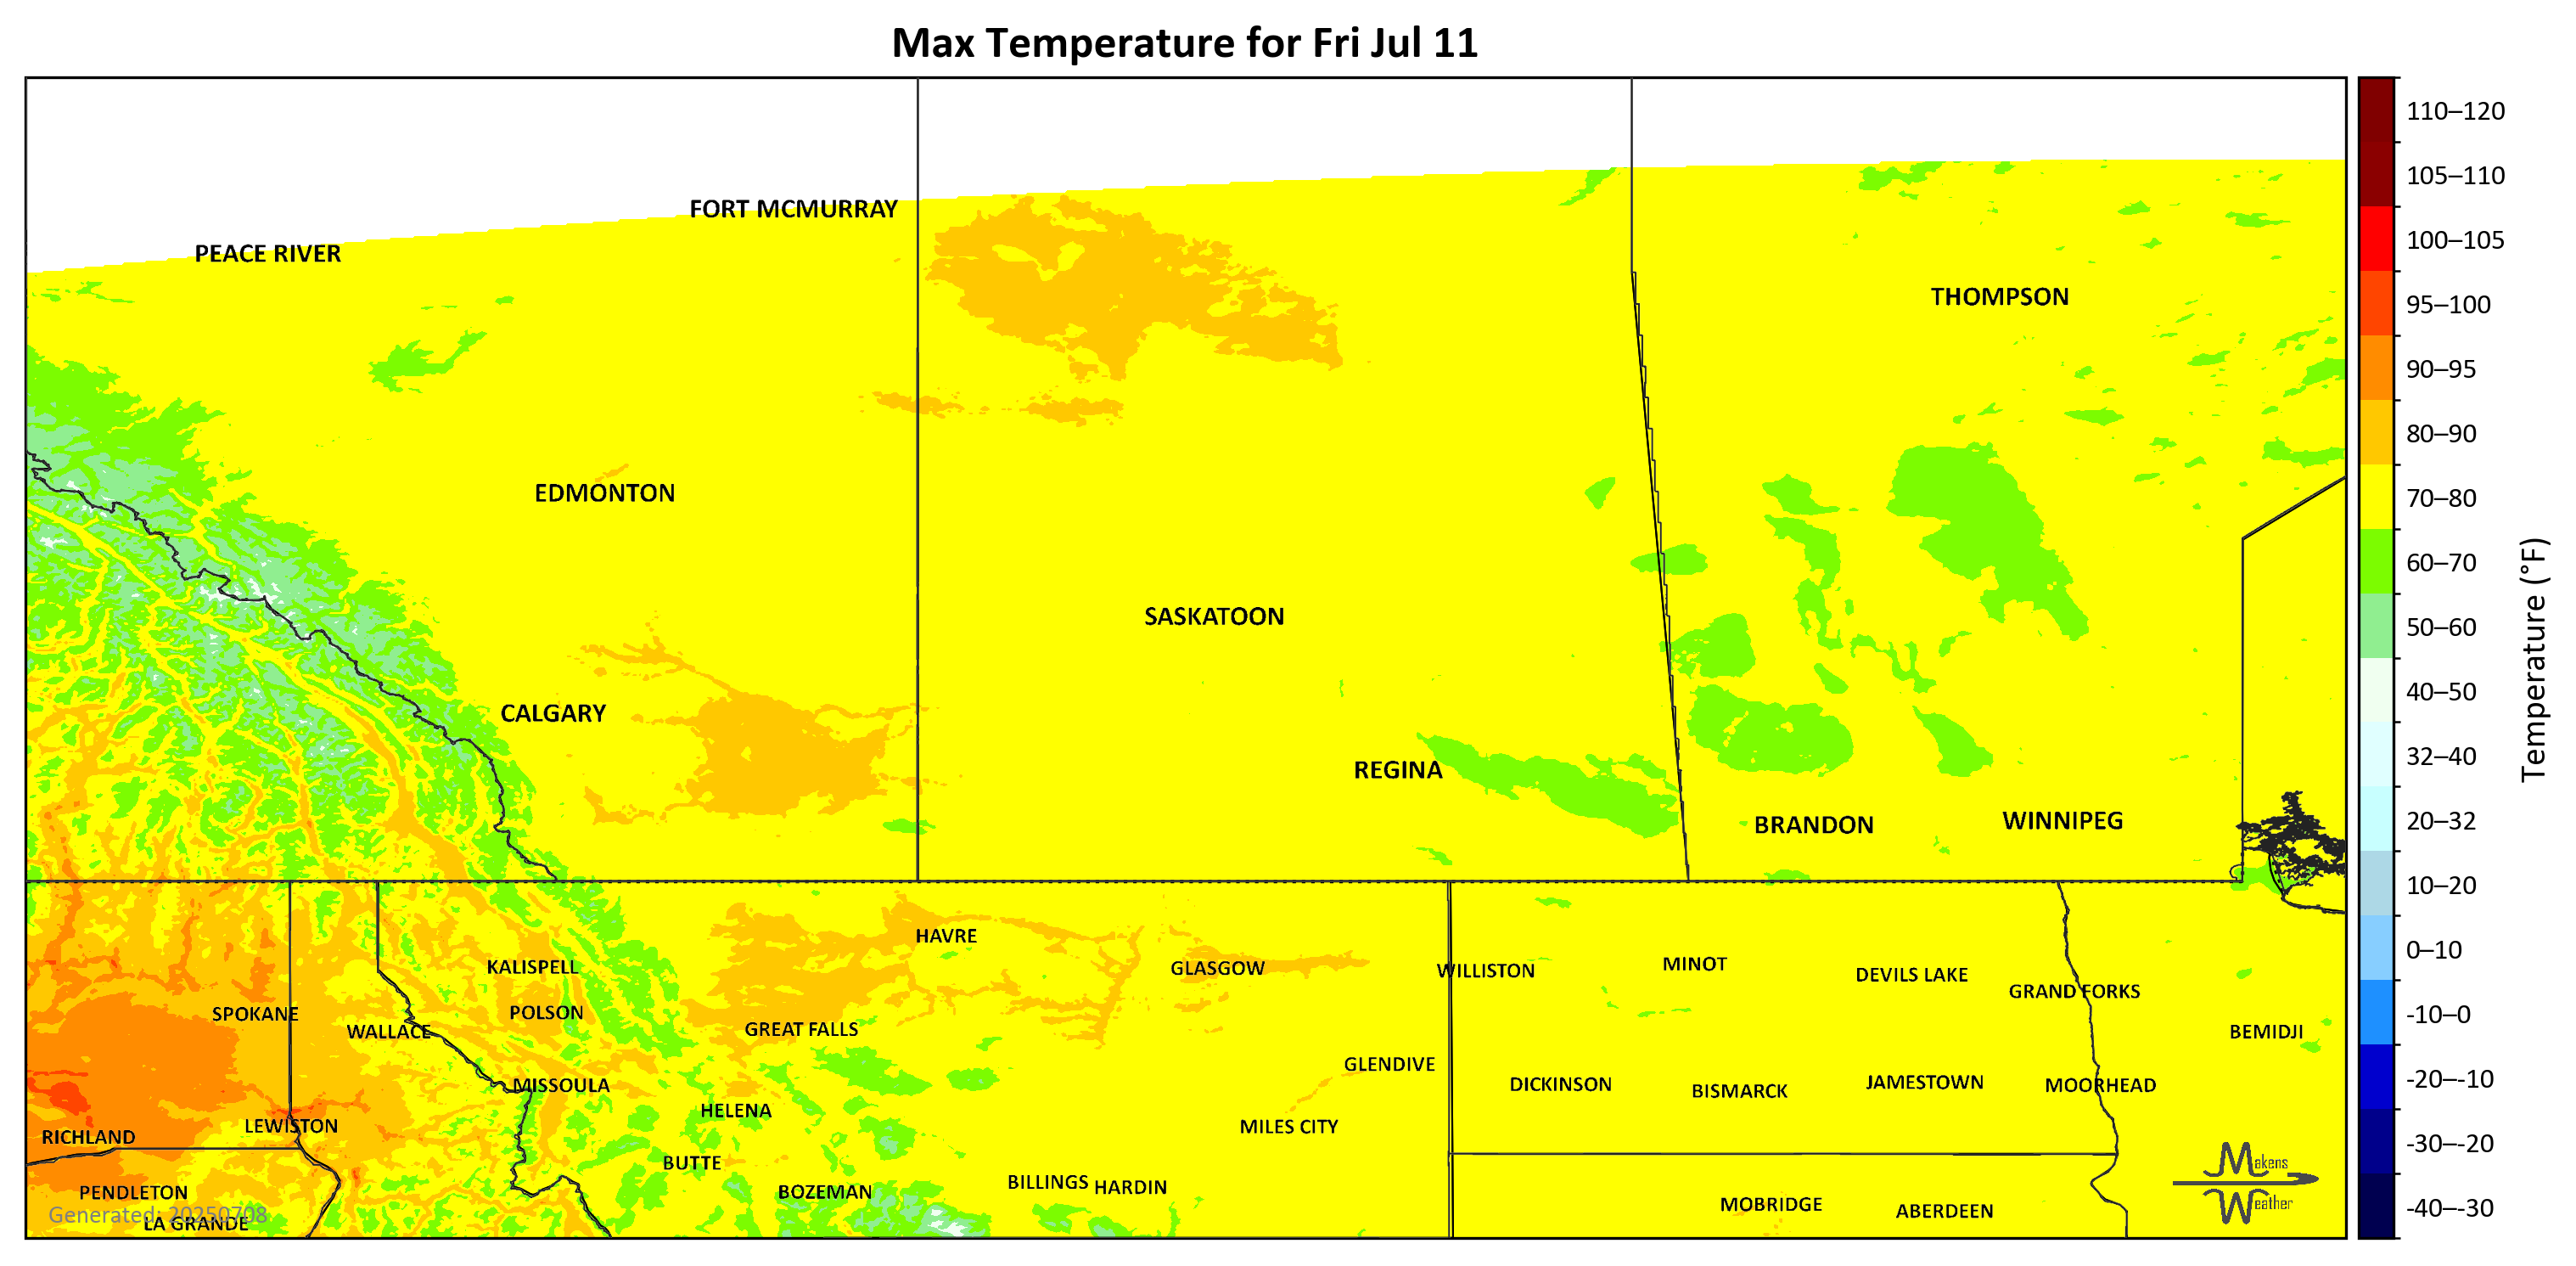 Max Temperature for Fri Jul 11
FORT MCMURRAY
PEACE RIVER
THOMPSON
EDMONTON
SASKATOON
CALGARY
REGINA
BRANDON
WINNIPEG
HAVRE
KALISPELL
GLASGOW
WILLISTON
MINOT
DEVILS LAKE
GRAND FORKS
SPOKANE
POLSON
WALLACE
GREAT FALLS
BEMIDJI
GLENDIVE
MISSOULA
DICKINSON
BISMARCK
JAMESTOWN
MOORHEAD
HELENA
LEWISTON
MILES CITY
RICHLAND
BUTTE
BILLINGS
HARDIN
PENDLETON
BOZEMAN
MOBRIDGE
ABERDEEN
Generated: 20250708
LA GRANDE
Makens
Weather
110–120
105–110
100–105
95–100
90–95
80–90
70–80
60–70
50–60
40–50
32–40
20–32
10–20
0–10
-10–0
-20–-10
-30–-20
-40–-30
Temperature (°F)